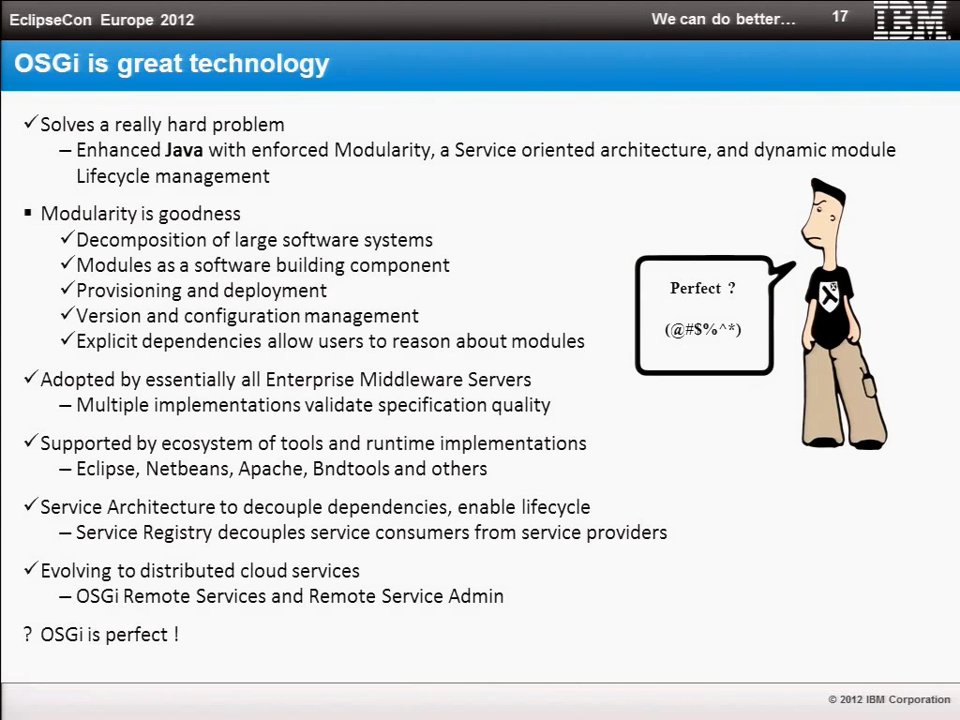 EclipseCon Europe 2012
We can do better…
17
IBM
OSGi is great technology
✓Solves a really hard problem
– Enhanced Java with enforced Modularity, a Service oriented architecture, and dynamic module
Lifecycle management
▪ Modularity is goodness
✓Decomposition of large software systems
✓Modules as a software building component
✓Provisioning and deployment
✓Version and configuration management
✓Explicit dependencies allow users to reason about modules
Perfect ?
(@#$%^*)
✓Adopted by essentially all Enterprise Middleware Servers
– Multiple implementations validate specification quality
✓Supported by ecosystem of tools and runtime implementations
– Eclipse, Netbeans, Apache, Bndtools and others
✓Service Architecture to decouple dependencies, enable lifecycle
– Service Registry decouples service consumers from service providers
✓Evolving to distributed cloud services
– OSGi Remote Services and Remote Service Admin
? OSGi is perfect !
© 2012 IBM Corporation